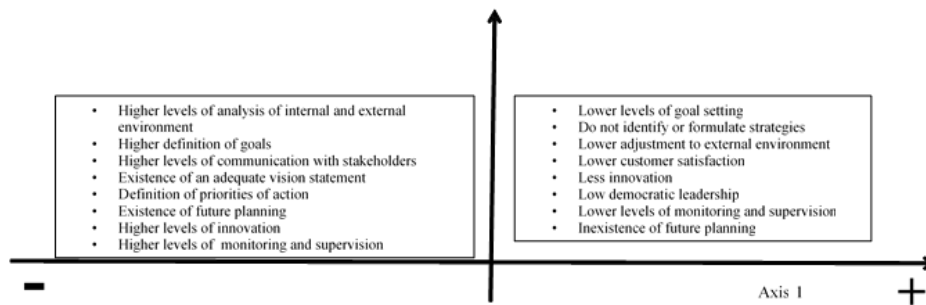 • Higher levels of analysis of internal and external
environment
• Higher definition of goals
• Higher levels of communication with stakeholders
• Existence of an adequate vision statement
• Definition of priorities of action
• Existence of future planning
• Higher levels of innovation
• Higher levels of monitoring and supervision
• Lower levels of goal setting
• Do not identify or formulate strategies
• Lower adjustment to external environment
• Lower customer satisfaction
• Less innovation
• Low democratic leadership
• Lower levels of monitoring and supervision
• Inexistence of future planning
-
Axis 1
+